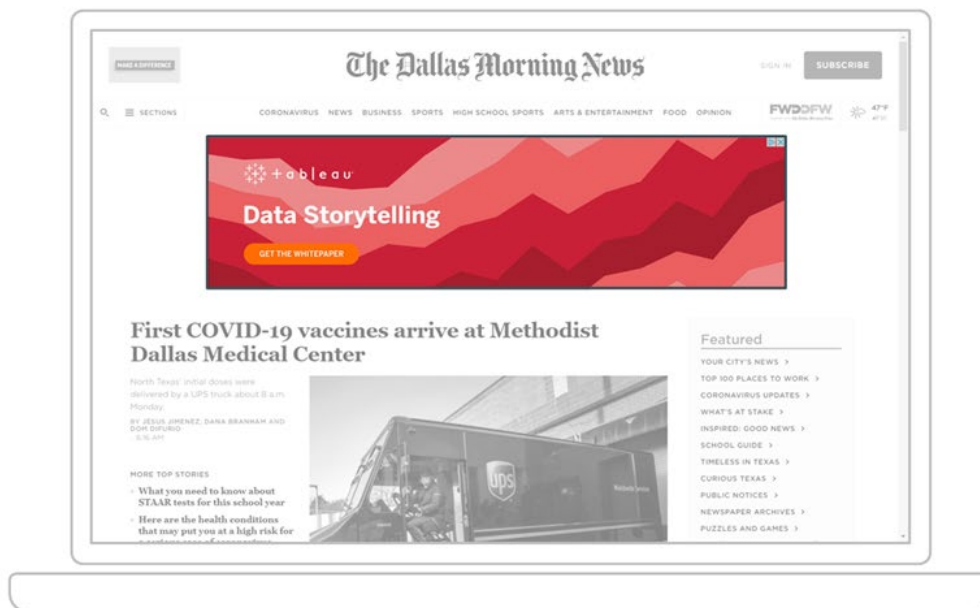 MAKE A DIFFERENCE
The Dallas Morning News
SIGN IN
SUBSCRIBE
SECTIONS
CORONAVIRUS NEWS BUSINESS SPORTS HIGH SCHOOL SPORTS ARTS & ENTERTAINMENT FOOD OPINION
FWD>DFW
47°F
+ableau
Data Storytelling
GET THE WHITEPAPER
First COVID-19 vaccines arrive at Methodist
Dallas Medical Center
North Texas' initial doses were
delivered by a UPS truck about 8 a.m.
Monday.
BY JESUS JIMENEZ, DANA BRANHAM AND
DOM DIFURIO
8:16 AM
MORE TOP STORIES
What you need to know about
STAAR tests for this school year
Here are the health conditions
that may put you at a high risk for
ups
Featured
YOUR CITY'S NEWS >
TOP 100 PLACES TO WORK >
CORONAVIRUS UPDATES >
WHAT'S AT STAKE >
INSPIRED: GOOD NEWS >
SCHOOL GUIDE >
TIMELESS IN TEXAS >
CURIOUS TEXAS >
PUBLIC NOTICES >
NEWSPAPER ARCHIVES >
PUZZLES AND GAMES >